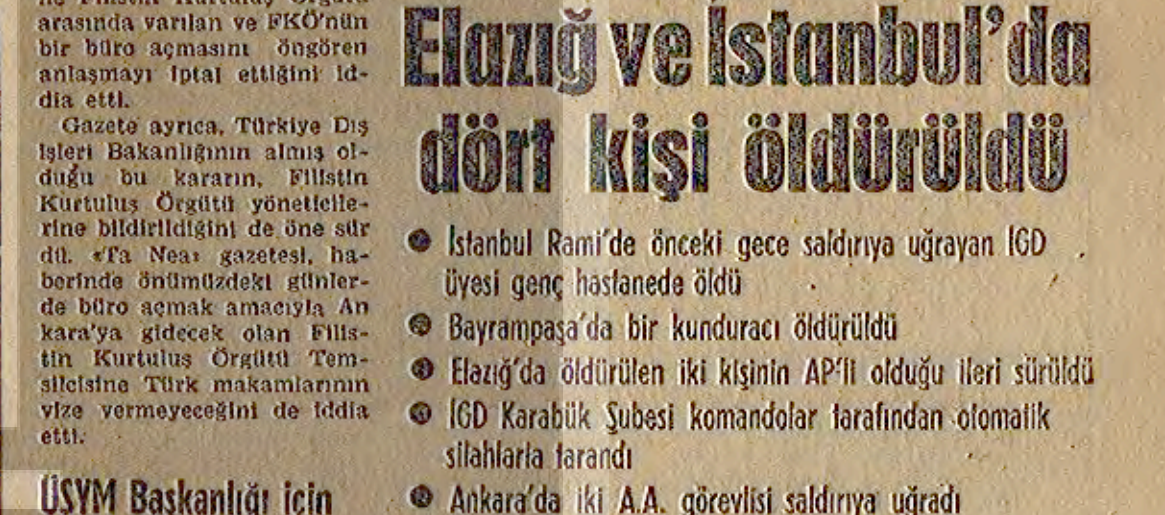 arasında varılan ve FKÖ'nün
bir büro açmasını öngören
anlaşmayı iptal ettiğini id-
dia etti.
Gazete ayrıca, Türkiye Dış
işleri Bakanlığının almış ol-
duğu bu kararın, Filistin
Kurtuluş Örgütü yöneticile-
rine bildirildiğini de öne sür
dü. «Ta Nea» gazetesi, ha-
berinde önümüzdeki günler-
de büro açmak amacıyla An
kara'ya gidecek olan Filis-
tin Kurtuluş Örgütü Tem-
silcisine Türk makamlarının
vize vermeyeceğini de iddia
etti.
ÜSYM Başkanlığı için
Elazığ ve İstanbul'da
dört kişi öldürüldü
İstanbul Rami'de önceki gece saldırıya uğrayan İGD
üyesi genç hastanede öldü
Bayrampaşa'da bir kunduracı öldürüldü
Elazığ'da öldürülen iki kişinin AP'li olduğu ileri sürüldü
İGD Karabük Şubesi komandolar tarafından otomatik
silahlarla tarandı
Ankara'da iki A.A. görevlisi saldırıya uğradı